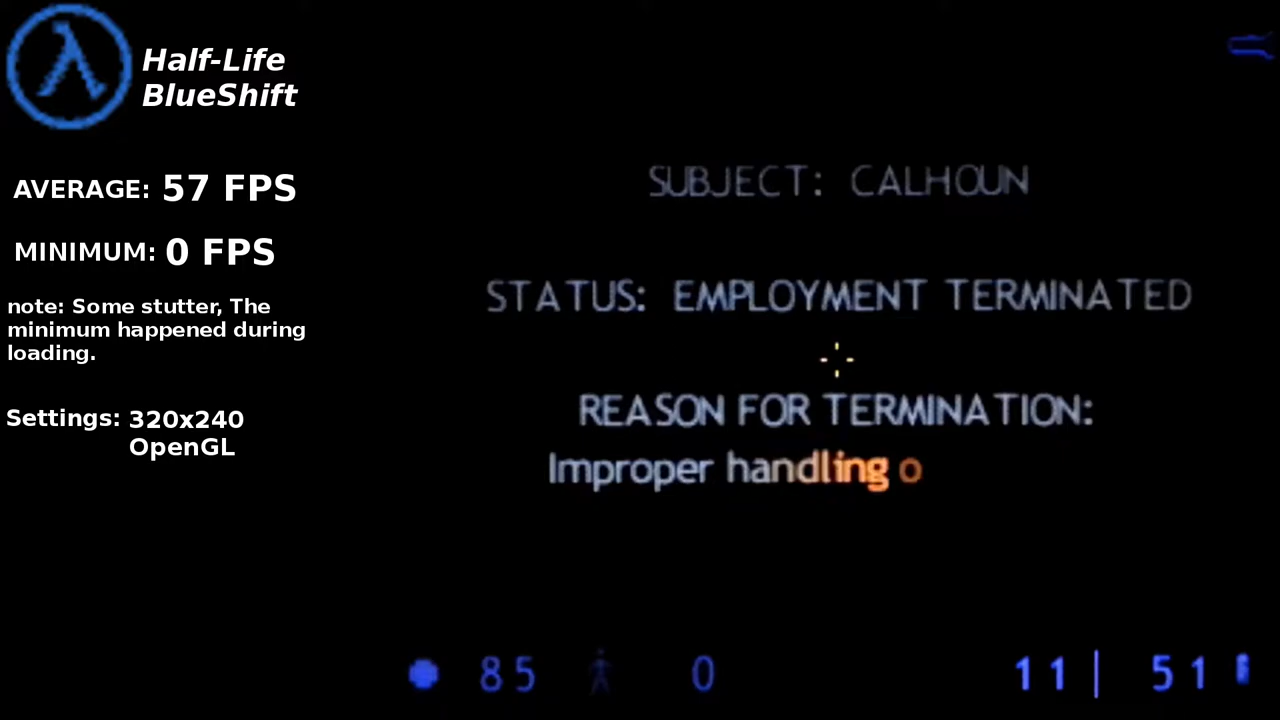 Half-Life
BlueShift
AVERAGE: 57 FPS
MINIMUM: 0 FPS
note: Some stutter, The
minimum happened during
loading.
Settings: 320x240
OpenGL
SUBJECT: CALHOUN
STATUS: EMPLOYMENT TERMINATED
REASON FOR TERMINATION:
Improper handling o
85 0 11 | 51